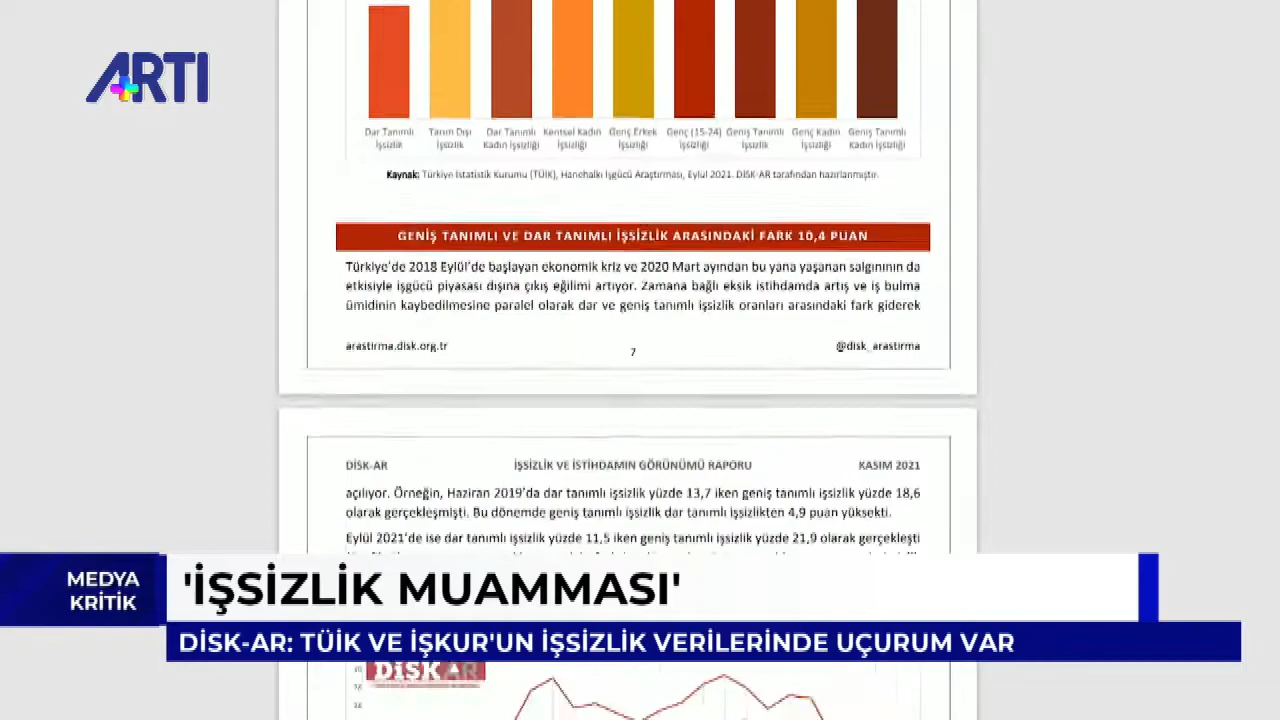 ARTI
Dar Tanımlı İşsizlik
Tarım Dışı İşsizlik
Dar Tanımlı Kadın İşsizliği
Kentsel Kadın İşsizliği
Genç Erkek İşsizliği
Genç (15-24) İşsizliği
Geniş Tanımlı İşsizlik
Genç Kadın İşsizliği
Geniş Tanımlı Kadın İşsizliği
Kaynak: Türkiye İstatistik Kurumu (TÜİK), Hanehalkı İşgücü Araştırması, Eylül 2021. DİSK-AR tarafından hazırlanmıştır.
GENİŞ TANIMLI VE DAR TANIMLI İŞSİZLİK ARASINDAKİ FARK 10,4 PUAN
Türkiye'de 2018 Eylül'de başlayan ekonomik kriz ve 2020 Mart ayından bu yana yaşanan salgınının da
etkisiyle işgücü piyasası dışına çıkış eğilimi artıyor. Zamana bağlı eksik istihdamda artış ve iş bulma
ümidinin kaybedilmesine paralel olarak dar ve geniş tanımlı işsizlik oranları arasındaki fark giderek
arastirma.disk.org.tr 7 @disk_arastirma
DİSK-AR İŞSİZLİK VE İSTİHDAMIN GÖRÜNÜMÜ RAPORU KASIM 2021
açılıyor. Örneğin, Haziran 2019'da dar tanımlı işsizlik yüzde 13,7 iken geniş tanımlı işsizlik yüzde 18,6
olarak gerçekleşmişti. Bu dönemde geniş tanımlı işsizlik dar tanımlı işsizlikten 4,9 puan yüksekti.
Eylül 2021'de ise dar tanımlı işsizlik yüzde 11,5 iken geniş tanımlı işsizlik yüzde 21,9 olarak gerçekleşti
MEDYA KRİTİK
'İŞSİZLİK MUAMMASI'
DİSK-AR: TÜİK VE İŞKUR'UN İŞSİZLİK VERİLERİNDE UÇURUM VAR
DİSKAR